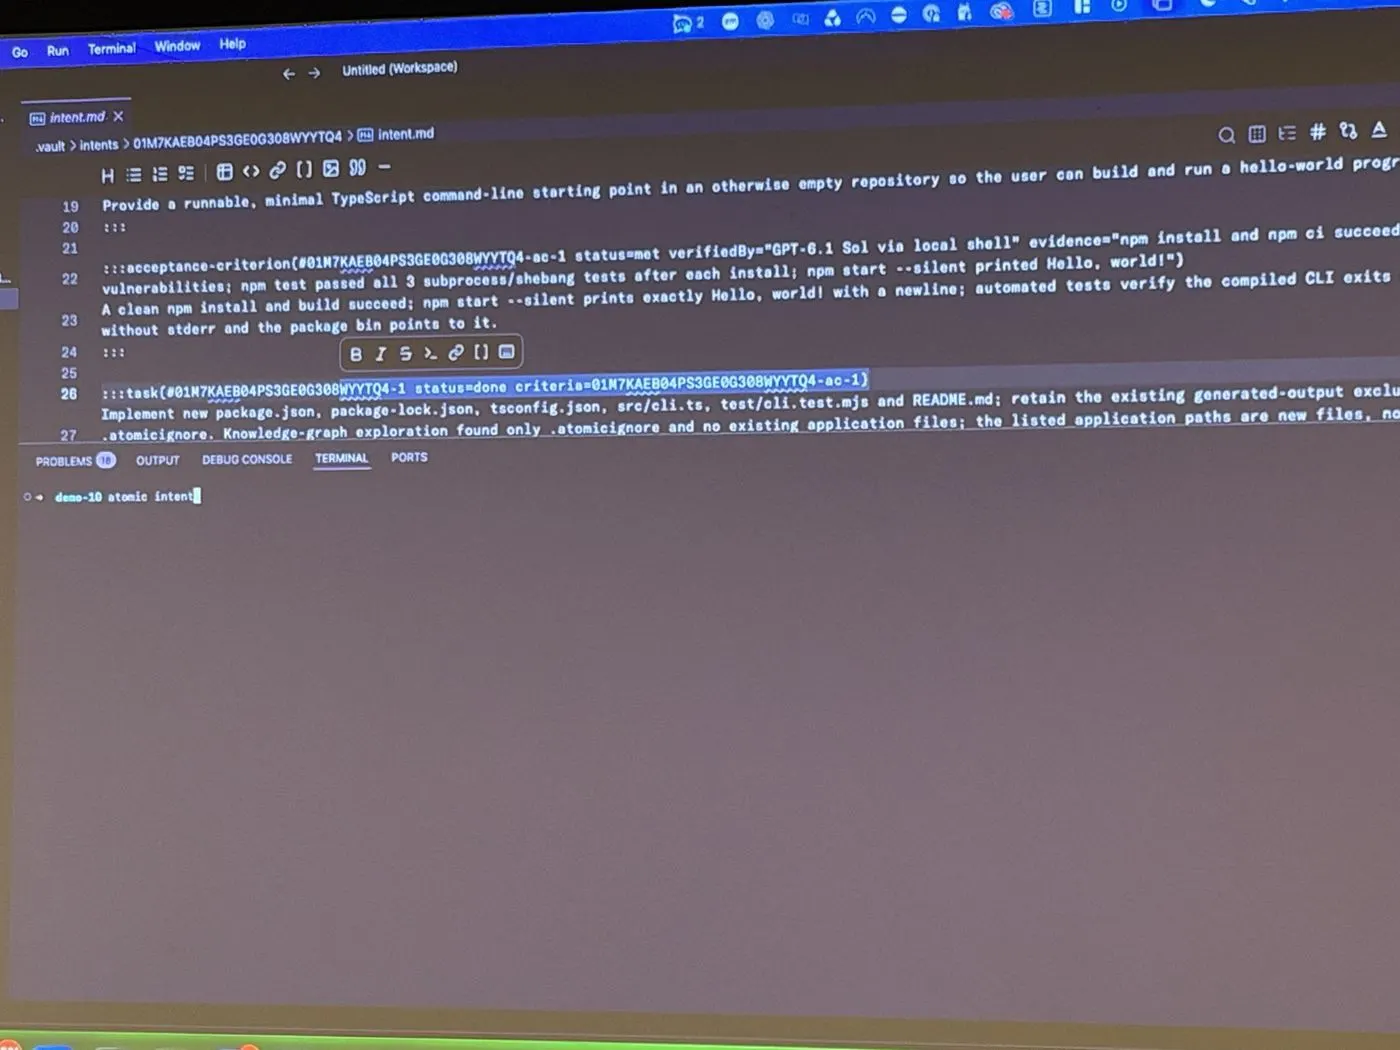 Go Run Terminal Window Help
2
Untitled (Workspace)
intent.md
.vault > intents > 01M7KAEB04PS3GE0G308WYYTQ4 > intent.md
19 Provide a runnable, minimal TypeScript command-line starting point in an otherwise empty repository so the user can build and run a hello-world progr
20 :::
21
22 :::acceptance-criterion{#01M7KAEB04PS3GE0G308WYYTQ4-ac-1 status=met verifiedBy="GPT-6.1 Sol via local shell" evidence="npm install and npm ci succeed
vulnerabilities; npm test passed all 3 subprocess/shebang tests after each install; npm start --silent printed Hello, world!"}
23 A clean npm install and build succeed; npm start --silent prints exactly Hello, world! with a newline; automated tests verify the compiled CLI exits
without stderr and the package bin points to it.
24 :::
25
26 :::task{#01M7KAEB04PS3GE0G308WYYTQ4-1 status=done criteria=01M7KAEB04PS3GE0G308WYYTQ4-ac-1}
27 Implement new package.json, package-lock.json, tsconfig.json, src/cli.ts, test/cli.test.mjs and README.md; retain the existing generated-output exclu
.atomicignore. Knowledge-graph exploration found only .atomicignore and no existing application files; the listed application paths are new files, no
PROBLEMS 18 OUTPUT DEBUG CONSOLE TERMINAL PORTS
demo-10 atomic intent